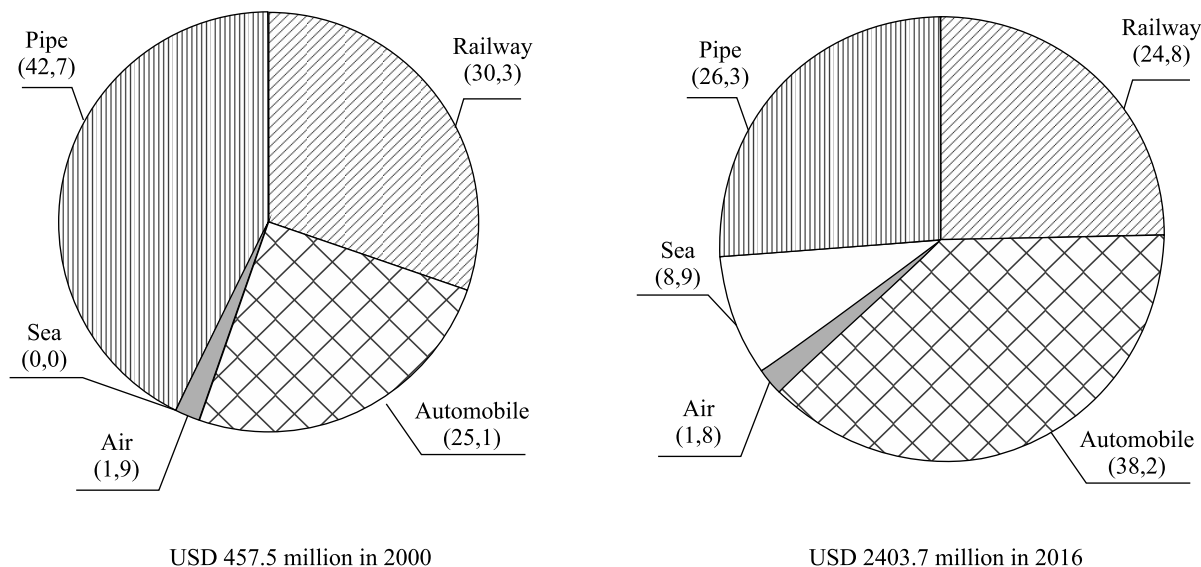 Pipe
(42,7)
Railway
(30,3)
Sea
(0,0)
Air
(1,9)
Automobile
(25,1)
USD 457.5 million in 2000
Pipe
(26,3)
Railway
(24,8)
Sea
(8,9)
Air
(1,8)
Automobile
(38,2)
USD 2403.7 million in 2016